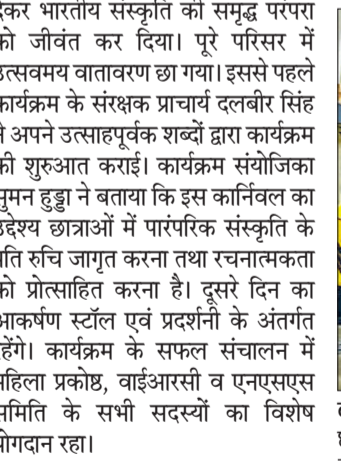 देकर भारतीय संस्कृति की समृद्ध परंपरा
को जीवंत कर दिया। पूरे परिसर में
उत्सवमय वातावरण छा गया। इससे पहले
कार्यक्रम के संरक्षक प्राचार्य दलबीर सिंह
ने अपने उत्साहपूर्वक शब्दों द्वारा कार्यक्रम
की शुरुआत कराई। कार्यक्रम संयोजिका
सुमन हुड्डा ने बताया कि इस कार्निवल का
उद्देश्य छात्राओं में पारंपरिक संस्कृति के
प्रति रुचि जागृत करना तथा रचनात्मकता
को प्रोत्साहित करना है। दूसरे दिन का
आकर्षण स्टॉल एवं प्रदर्शनी के अंतर्गत
रहेंगे। कार्यक्रम के सफल संचालन में
महिला प्रकोष्ठ, वाईआरसी व एनएसएस
समिति के सभी सदस्यों का विशेष
योगदान रहा।